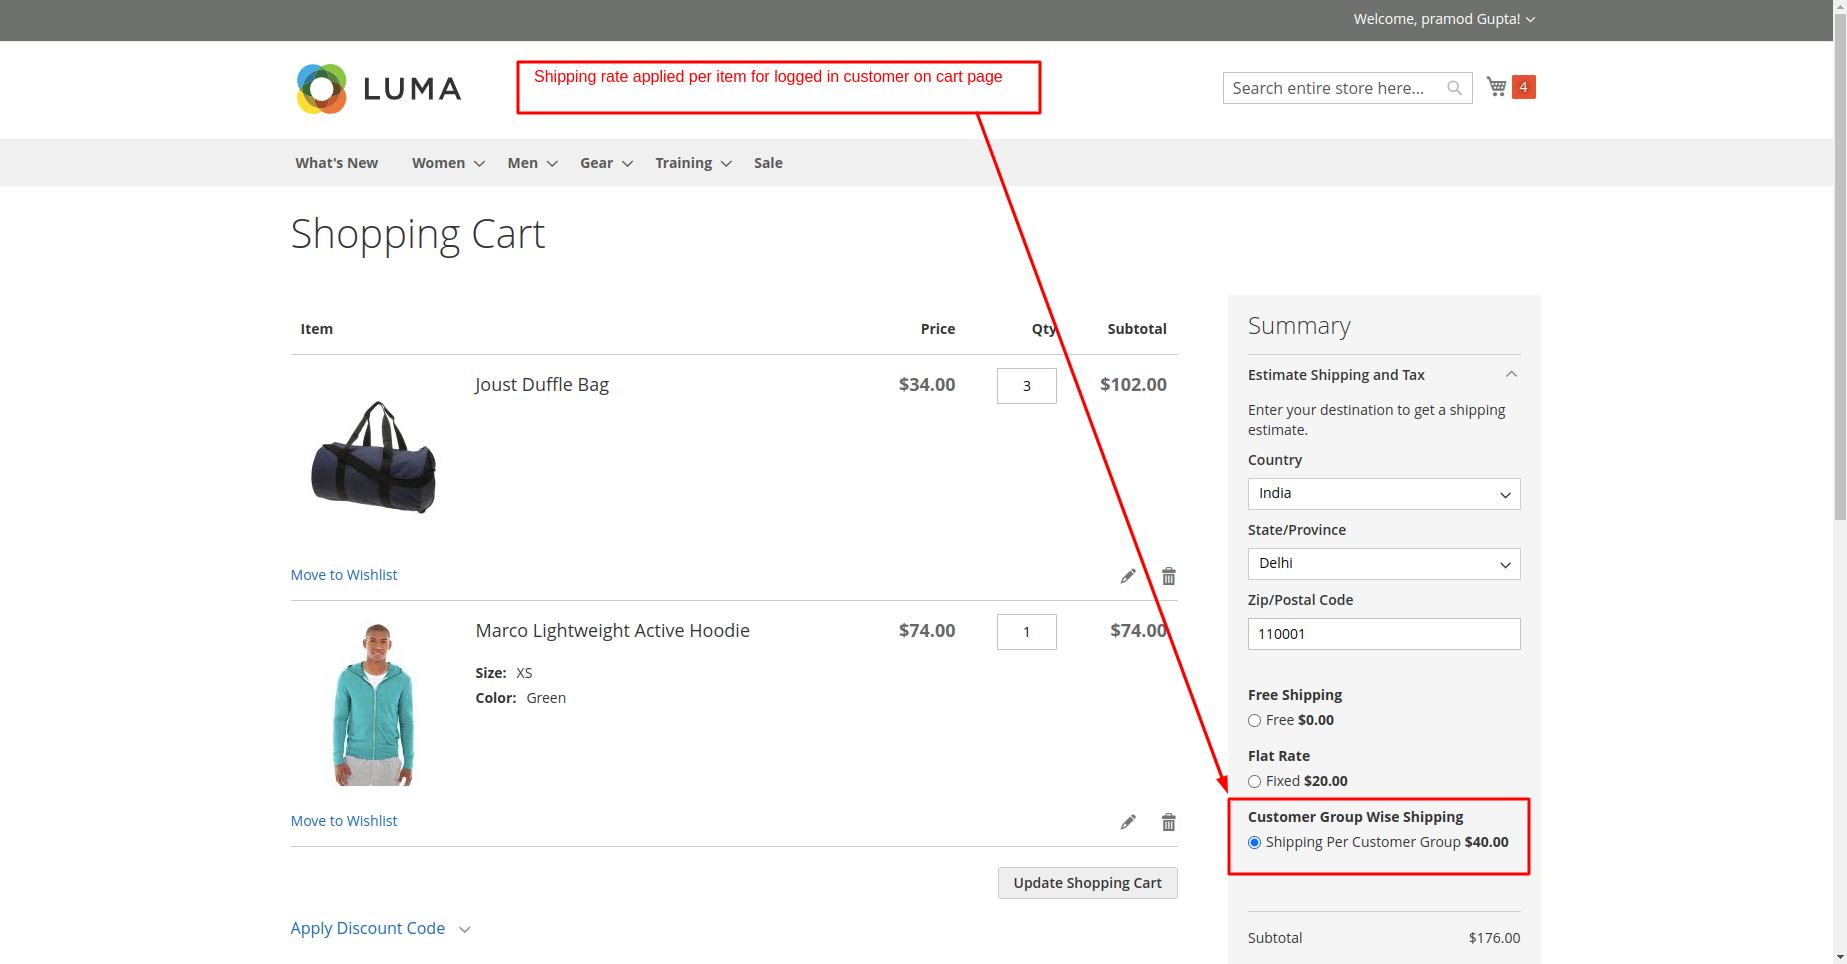 Welcome, pramod Gupta!
LUMA
Shipping rate applied per item for logged in customer on cart page
Search entire store here...
4
What's New Women Men Gear Training Sale
Shopping Cart
Item Price Qty Subtotal
Joust Duffle Bag $34.00 3 $102.00
Move to Wishlist
Marco Lightweight Active Hoodie $74.00 1 $74.00
Size: XS
Color: Green
Move to Wishlist
Update Shopping Cart
Apply Discount Code
Summary
Estimate Shipping and Tax
Enter your destination to get a shipping
estimate.
Country
India
State/Province
Delhi
Zip/Postal Code
110001
Free Shipping
Free $0.00
Flat Rate
Fixed $20.00
Customer Group Wise Shipping
Shipping Per Customer Group $40.00
Subtotal $176.00